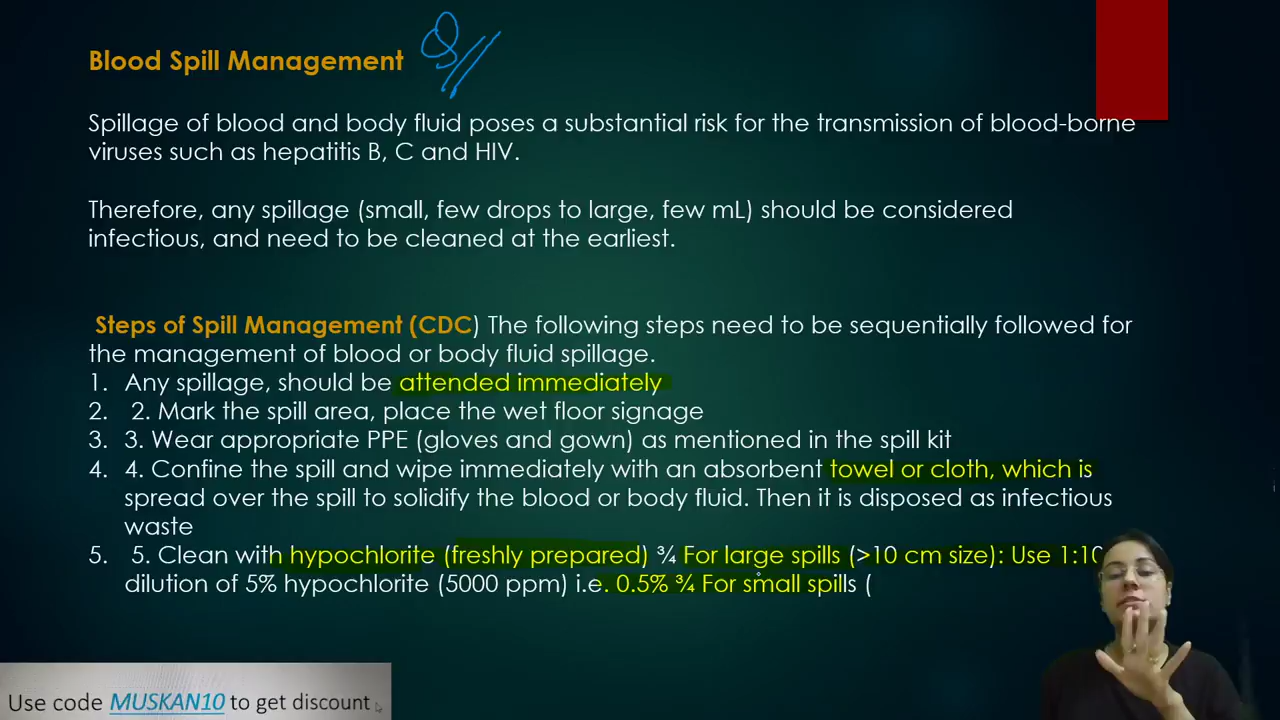 Blood Spill Management
Spillage of blood and body fluid poses a substantial risk for the transmission of blood-borne
viruses such as hepatitis B, C and HIV.
Therefore, any spillage (small, few drops to large, few mL) should be considered
infectious, and need to be cleaned at the earliest.
Steps of Spill Management (CDC) The following steps need to be sequentially followed for
the management of blood or body fluid spillage.
1. Any spillage, should be attended immediately
2. 2. Mark the spill area, place the wet floor signage
3. 3. Wear appropriate PPE (gloves and gown) as mentioned in the spill kit
4. 4. Confine the spill and wipe immediately with an absorbent towel or cloth, which is
spread over the spill to solidify the blood or body fluid. Then it is disposed as infectious
waste
5. 5. Clean with hypochlorite (freshly prepared) ¾ For large spills (>10 cm size): Use 1:10
dilution of 5% hypochlorite (5000 ppm) i.e. 0.5% ¾ For small spills (
Use code MUSKAN10 to get discount